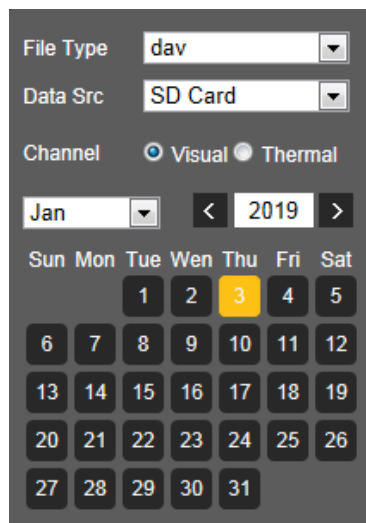 File Type dav
Data Src SD Card
Channel Visual Thermal
Jan < 2019 >
Sun Mon Tue Wen Thu Fri Sat
1 2 3 4 5
6 7 8 9 10 11 12
13 14 15 16 17 18 19
20 21 22 23 24 25 26
27 28 29 30 31